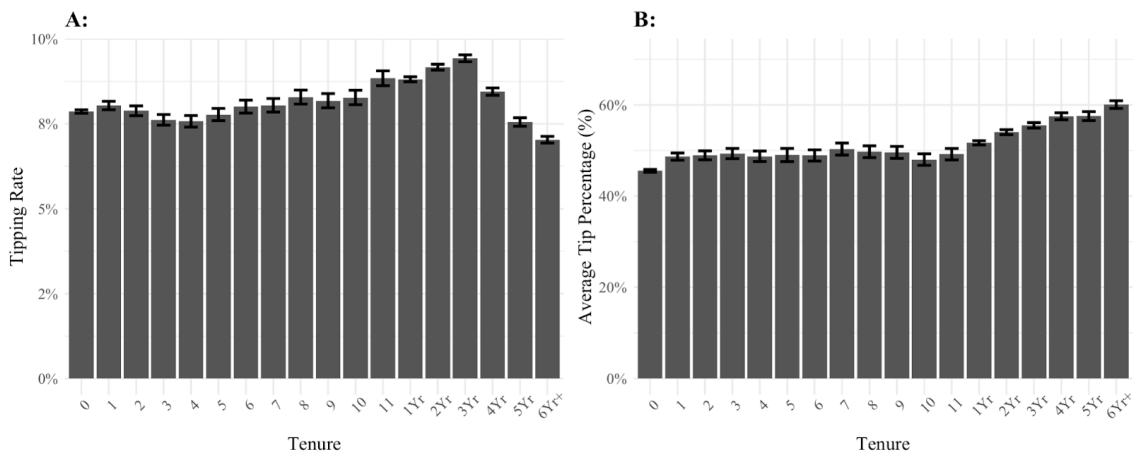 A:
10%
8%
5%
2%
0%
Tipping Rate
0 1 2 3 4 5 6 7 8 9 10 11 1Yr 2Yr 3Yr 4Yr 5Yr 6Yr+
Tenure
B:
60%
40%
20%
0%
Average Tip Percentage (%)
0 1 2 3 4 5 6 7 8 9 10 11 1Yr 2Yr 3Yr 4Yr 5Yr 6Yr+
Tenure